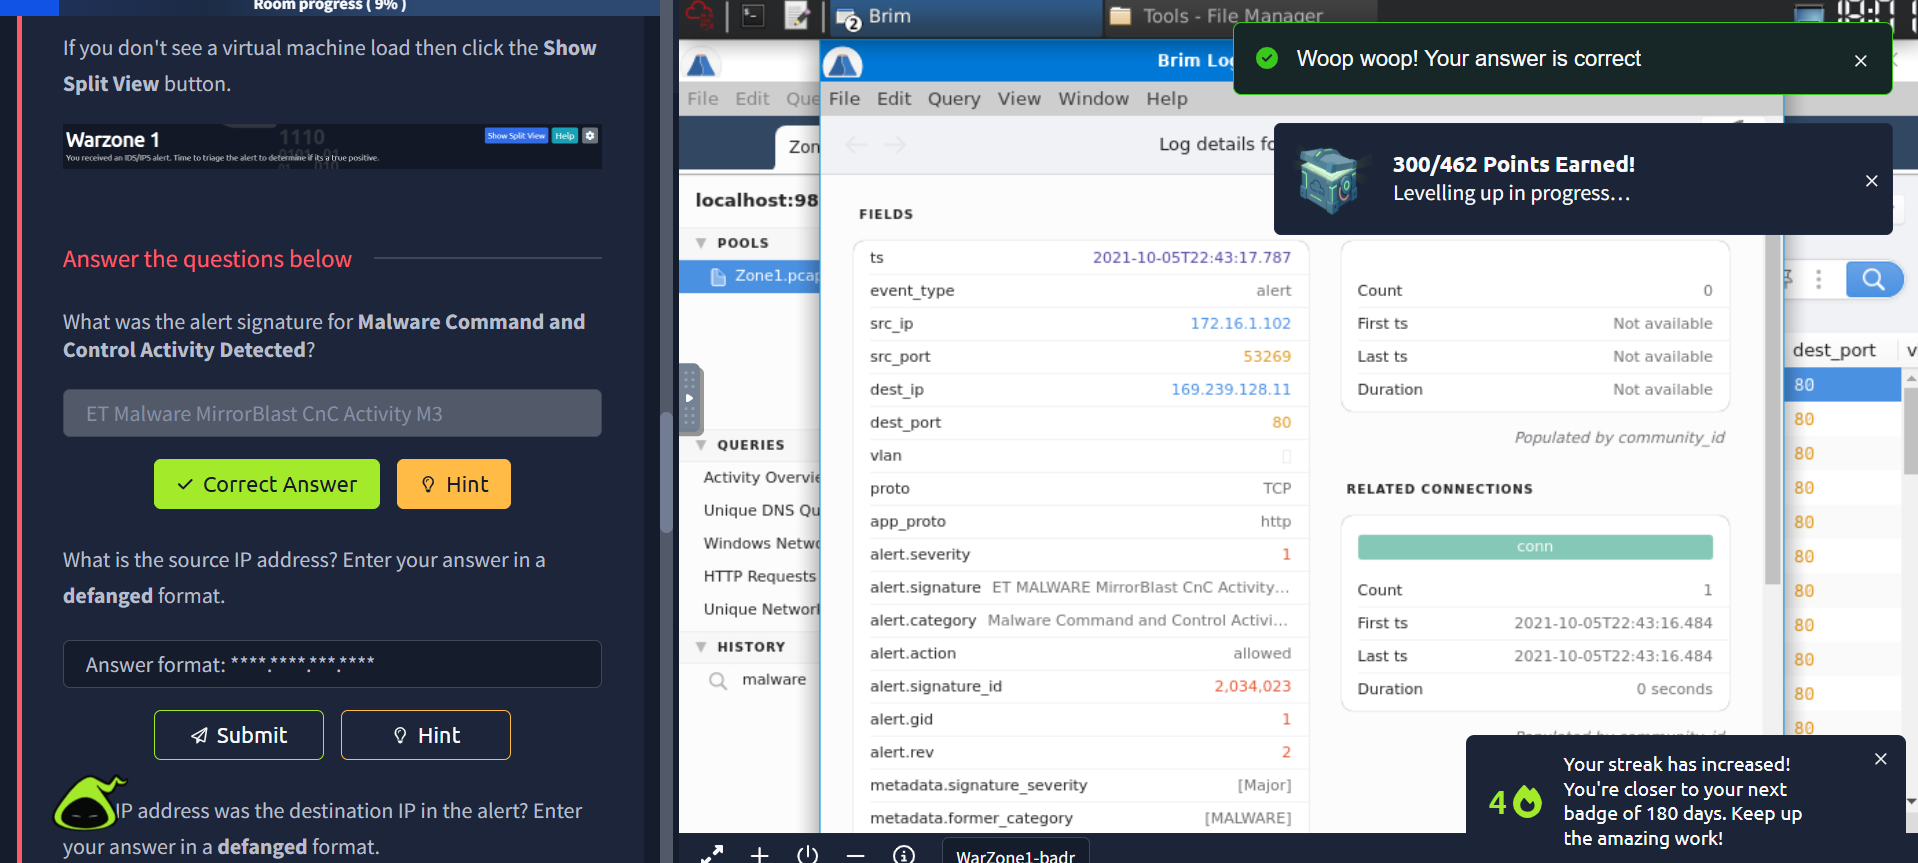 Room progress ( 9% )
If you don't see a virtual machine load then click the Show
Split View button.
Warzone 1
You received an IDS/IPS alert. Time to triage the alert to determine if its a true positive.
Show Split View
Help
Answer the questions below
What was the alert signature for Malware Command and
Control Activity Detected?
ET Malware MirrorBlast CnC Activity M3
Correct Answer
Hint
What is the source IP address? Enter your answer in a
defanged format.
Answer format: ****.****.***.****
Submit
Hint
IP address was the destination IP in the alert? Enter
your answer in a defanged format.
2 Brim
Tools - File Manager
Brim Log
File Edit Que
File Edit Query View Window Help
Zon
Log details fo
localhost:98
POOLS
Zone1.pcap
QUERIES
Activity Overvie
Unique DNS Qu
Windows Netwo
HTTP Requests
Unique Network
HISTORY
malware
FIELDS
ts 2021-10-05T22:43:17.787
event_type alert
src_ip 172.16.1.102
src_port 53269
dest_ip 169.239.128.11
dest_port 80
vlan
proto TCP
app_proto http
alert.severity 1
alert.signature ET MALWARE MirrorBlast CnC Activity...
alert.category Malware Command and Control Activi...
alert.action allowed
alert.signature_id 2,034,023
alert.gid 1
alert.rev 2
metadata.signature_severity [Major]
metadata.former_category [MALWARE]
Count 0
First ts Not available
Last ts Not available
Duration Not available
Populated by community_id
RELATED CONNECTIONS
conn
Count 1
First ts 2021-10-05T22:43:16.484
Last ts 2021-10-05T22:43:16.484
Duration 0 seconds
Populated by community_id
dest_port v
80
80
80
80
80
80
80
80
80
80
80
Woop woop! Your answer is correct
300/462 Points Earned!
Levelling up in progress...
4
Your streak has increased!
You're closer to your next
badge of 180 days. Keep up
the amazing work!
WarZone1-badr